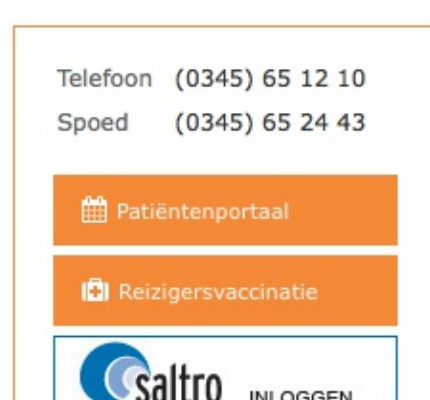 Telefoon (0345) 65 12 10
Spoed (0345) 65 24 43
Patiëntenportaal
Reizigersvaccinatie
saltro INLOGGEN